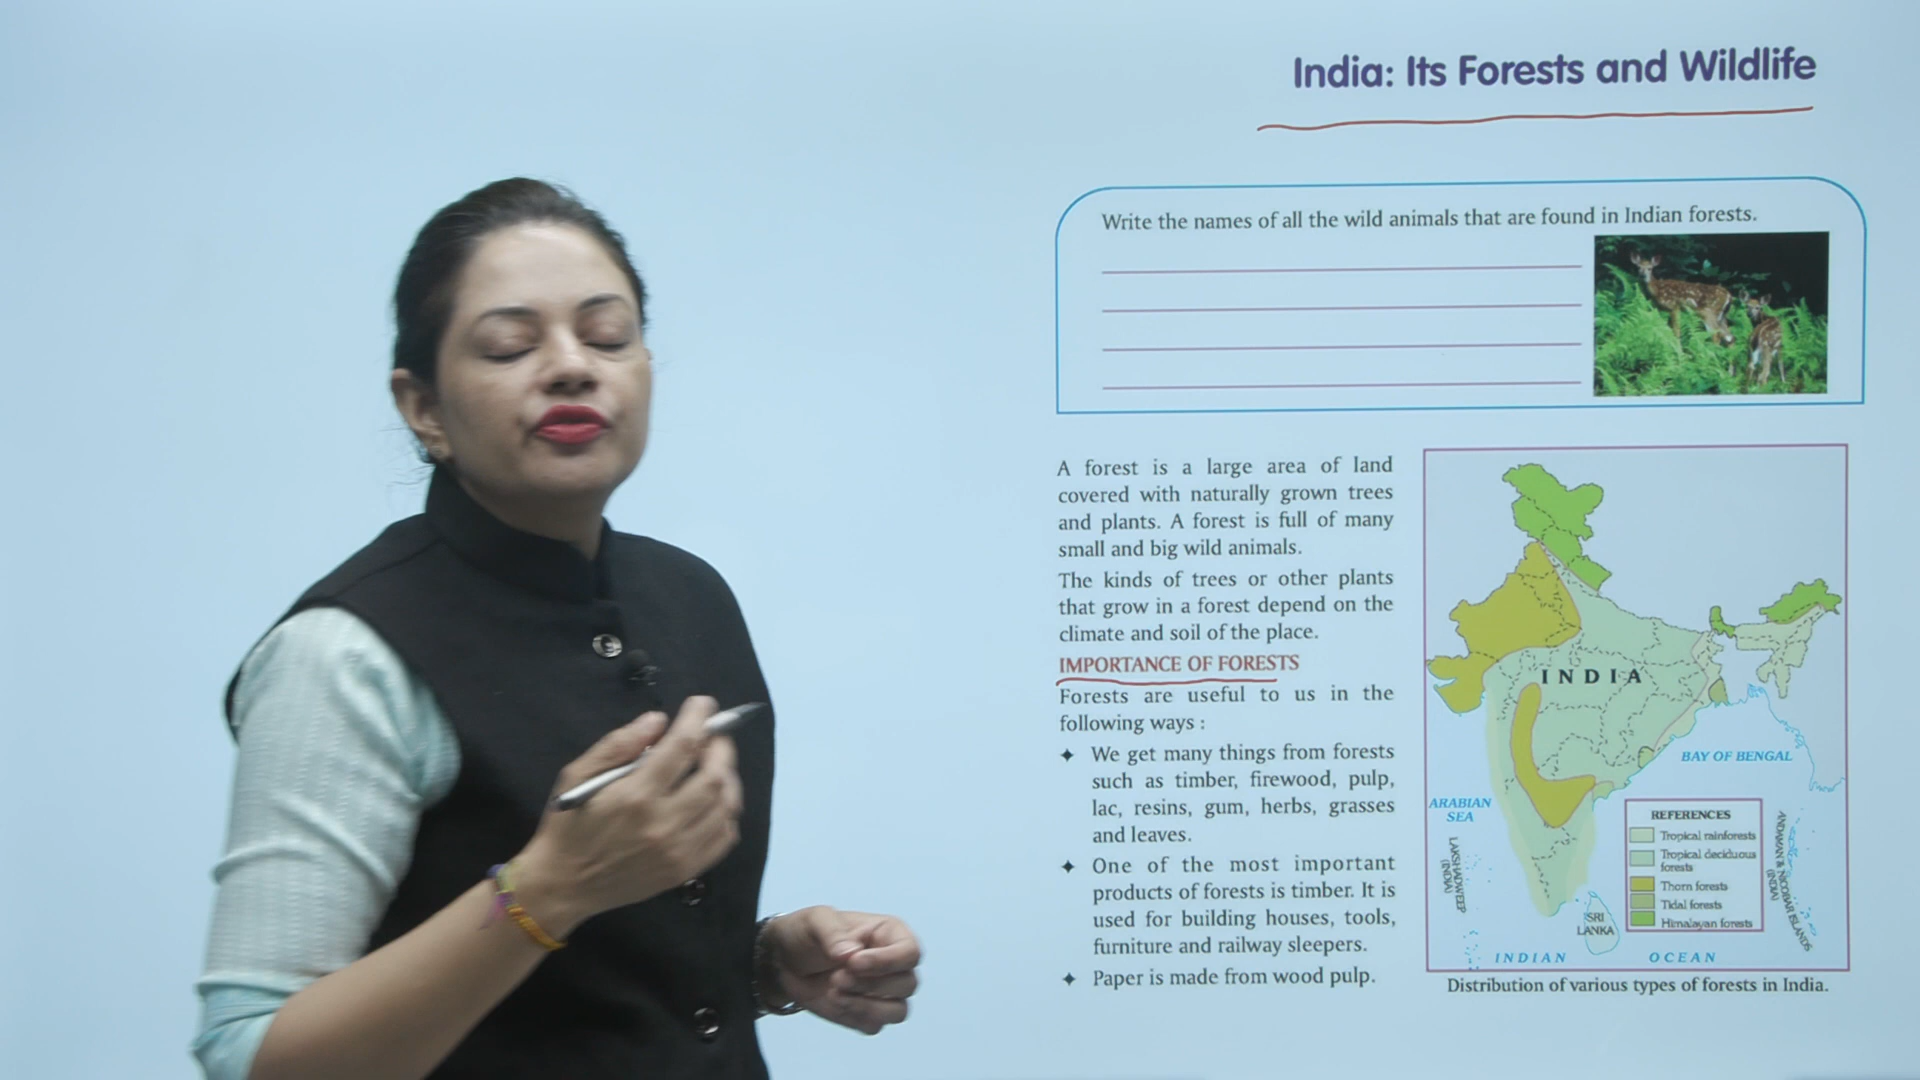 India: Its Forests and Wildlife
Write the names of all the wild animals that are found in Indian forests.
A forest is a large area of land
covered with naturally grown trees
and plants. A forest is full of many
small and big wild animals.
The kinds of trees or other plants
that grow in a forest depend on the
climate and soil of the place.
IMPORTANCE OF FORESTS
Forests are useful to us in the
following ways :
✦ We get many things from forests
such as timber, firewood, pulp,
lac, resins, gum, herbs, grasses
and leaves.
✦ One of the most important
products of forests is timber. It is
used for building houses, tools,
furniture and railway sleepers.
✦ Paper is made from wood pulp.
INDIA
BAY OF BENGAL
ARABIAN
SEA
LAKSHADWEEP
(INDIA)
ANDAMAN & NICOBAR ISLANDS
(INDIA)
SRI
LANKA
INDIAN OCEAN
REFERENCES
Tropical rainforests
Tropical deciduous
forests
Thorn forests
Tidal forests
Himalayan forests
Distribution of various types of forests in India.